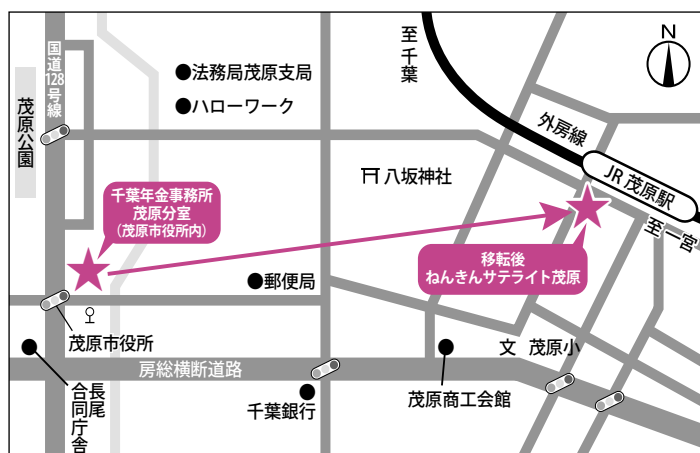 至千葉
N
国道128号線
●法務局茂原支局
●ハローワーク
茂原公園
外房線
JR 茂原駅
八坂神社
千葉年金事務所
茂原分室
(茂原市役所内)
至一宮
移転後
ねんきんサテライト茂原
●郵便局
茂原市役所
文 茂原小
房総横断道路
長尾
合同庁舎
千葉銀行
茂原商工会館